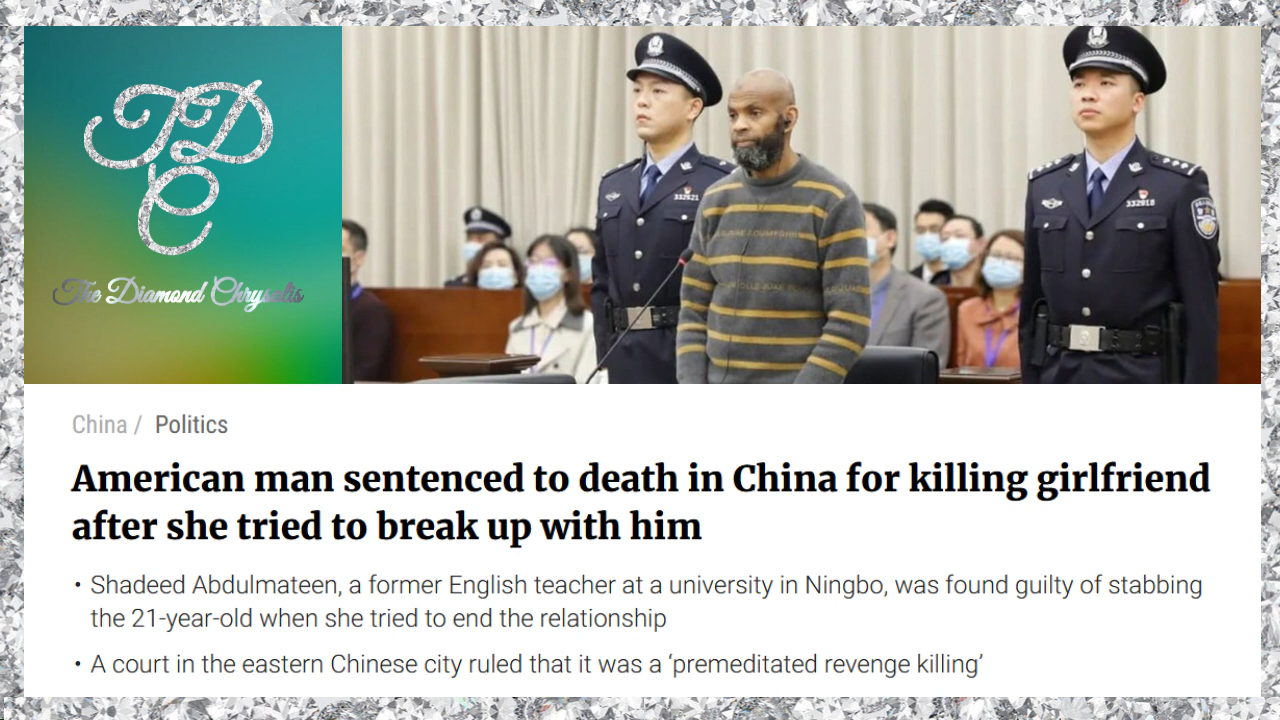 TDC
The Diamond Chrysalis
332521
332918
China / Politics
American man sentenced to death in China for killing girlfriend
after she tried to break up with him
• Shadeed Abdulmateen, a former English teacher at a university in Ningbo, was found guilty of stabbing
the 21-year-old when she tried to end the relationship
• A court in the eastern Chinese city ruled that it was a ‘premeditated revenge killing’